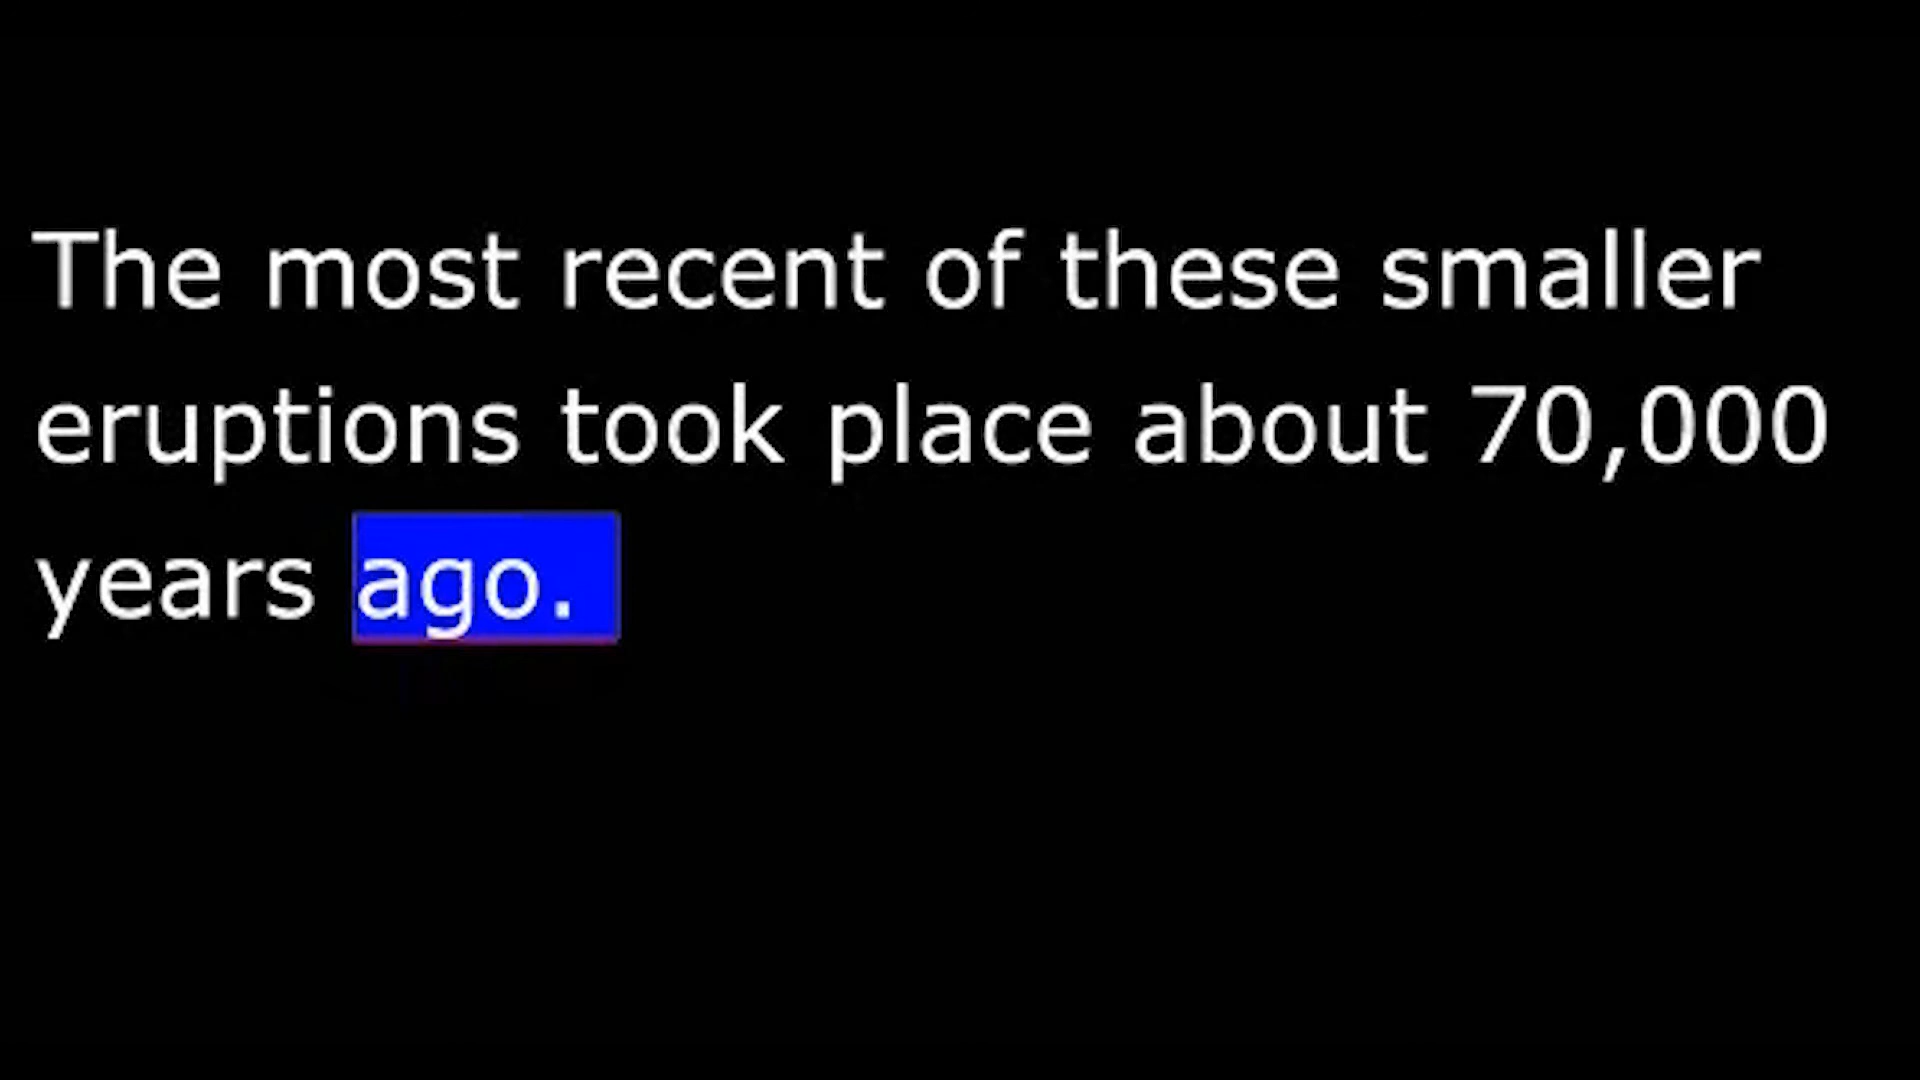 The most recent of these smaller
eruptions took place about 70,000
years ago.